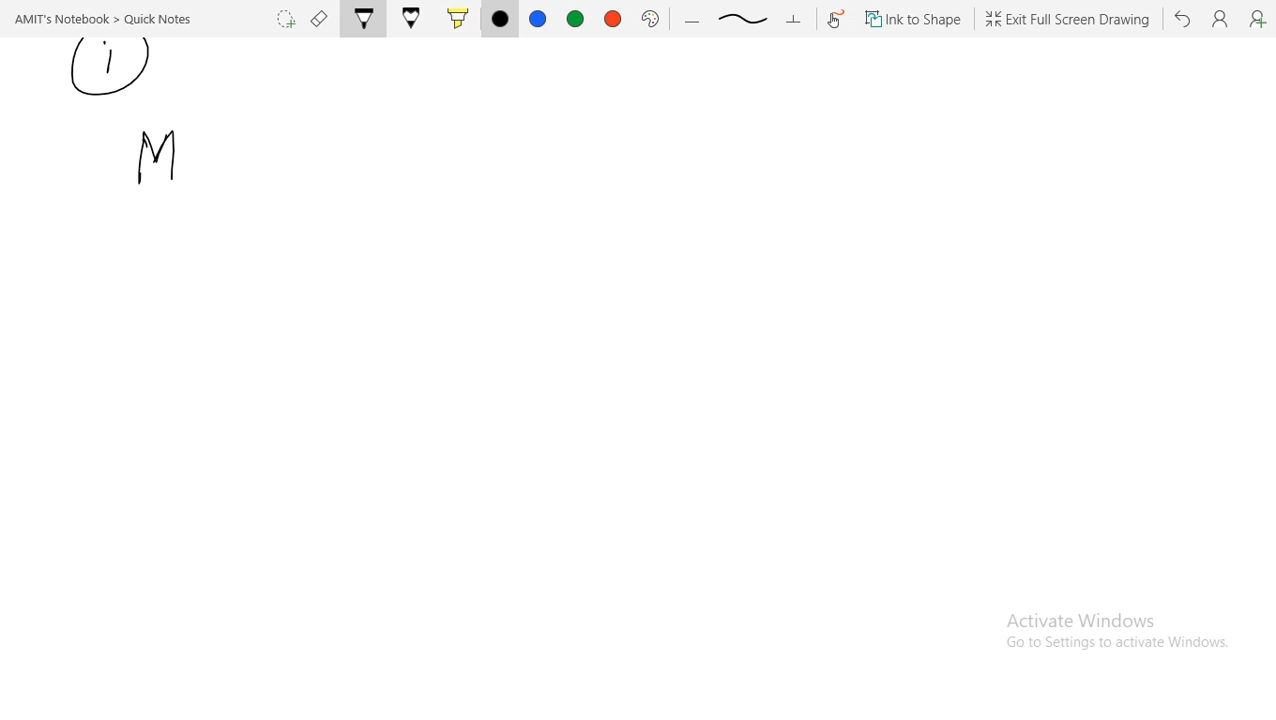 AMIT's Notebook > Quick Notes
Ink to Shape
Exit Full Screen Drawing
i
M
Activate Windows
Go to Settings to activate Windows.